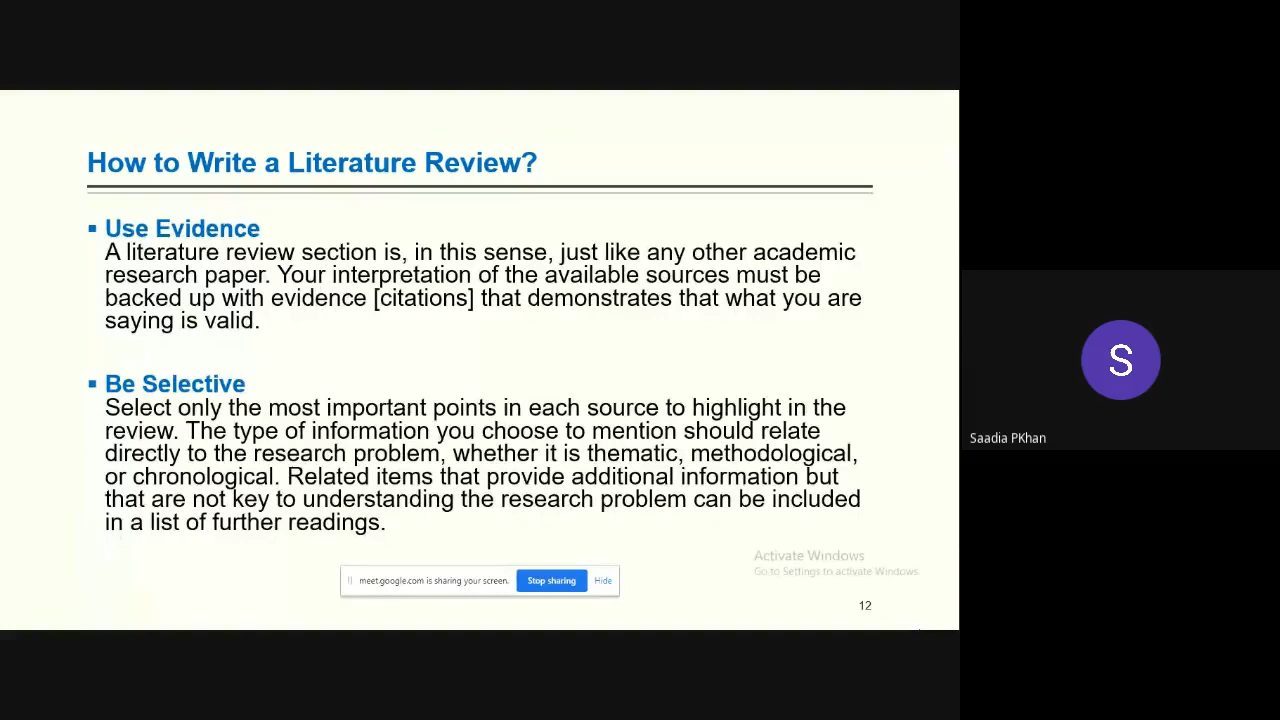 How to Write a Literature Review?
Use Evidence
A literature review section is, in this sense, just like any other academic
research paper. Your interpretation of the available sources must be
backed up with evidence [citations] that demonstrates that what you are
saying is valid.
Be Selective
Select only the most important points in each source to highlight in the
review. The type of information you choose to mention should relate
directly to the research problem, whether it is thematic, methodological,
or chronological. Related items that provide additional information but
that are not key to understanding the research problem can be included
in a list of further readings.
Activate Windows
Go to Settings to activate Windows.
meet.google.com is sharing your screen. Stop sharing Hide
12
S
Saadia PKhan